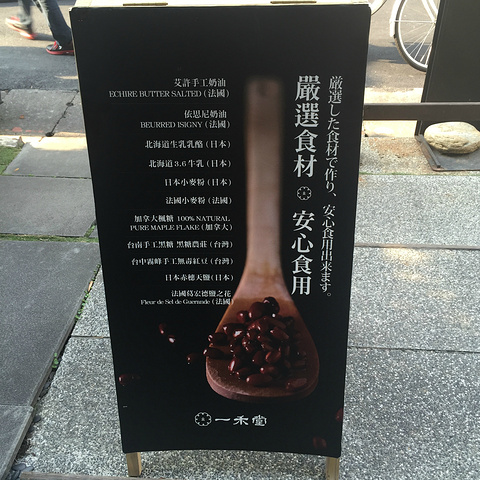 厳選した食材で作り、安心食用出来ます。
嚴選食材 安心食用
艾許手工奶油
ECHIRE BUTTER SALTED (法國)
依思尼奶油
BEURRED ISIGNY (法國)
北海道生乳乳酪 (日本)
北海道3.6牛乳 (日本)
日本小麥粉 (日本)
法國小麥粉 (法國)
加拿大楓糖 100% NATURAL
PURE MAPLE FLAKE (加拿大)
台南手工黑糖 黑糖農莊 (台灣)
台中霧峰手工無毒紅豆 (台灣)
日本赤穗天鹽 (日本)
法國葛宏德鹽之花
Fleur de Sel de Guerande (法國)
一禾堂